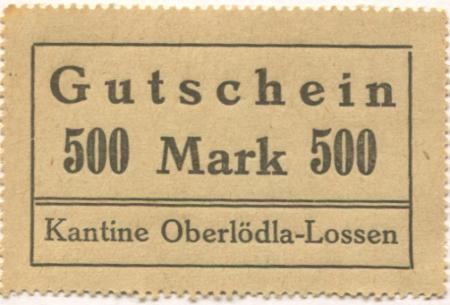 Gutschein
500 Mark 500
Kantine Oberlödla-Lossen